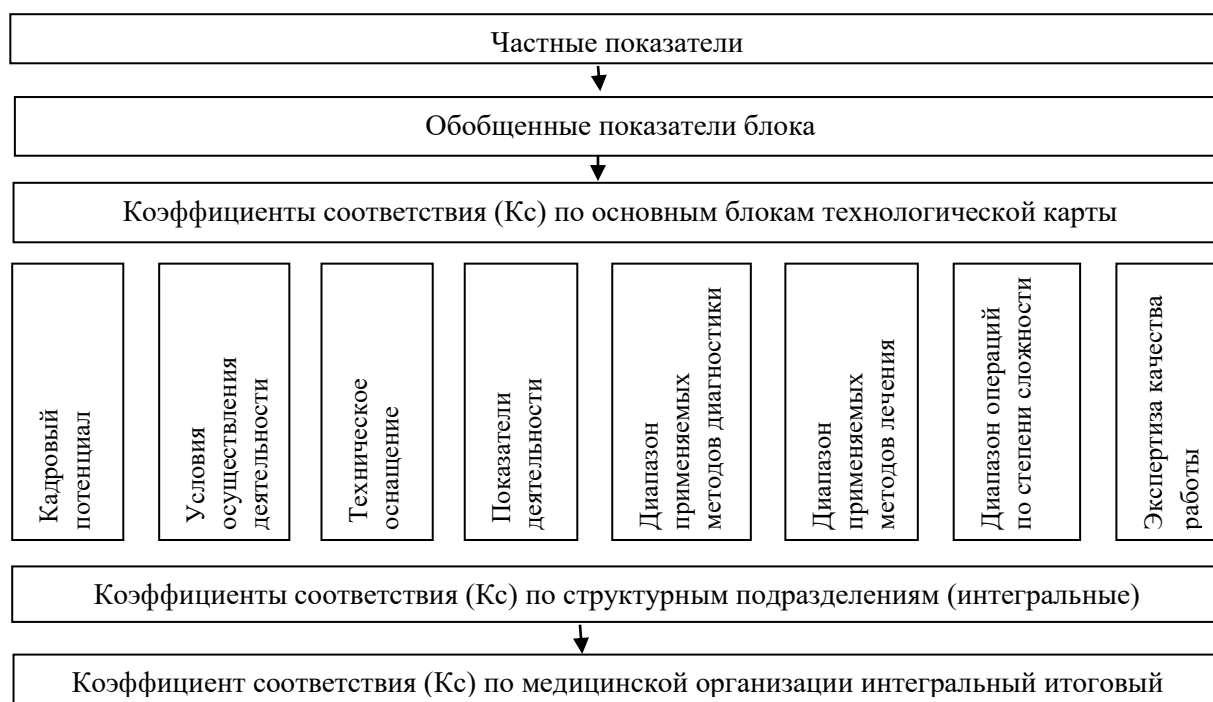 Частные показатели
Обобщенные показатели блока
Коэффициенты соответствия (Кс) по основным блокам технологической карты
Кадровый
потенциал
Условия
осуществления
деятельности
Техническое
оснащение
Показатели
деятельности
Диапазон
применяемых
методов диагностики
Диапазон
применяемых
методов лечения
Диапазон операций
по степени сложности
Экспертиза качества
работы
Коэффициенты соответствия (Кс) по структурным подразделениям (интегральные)
Коэффициент соответствия (Кс) по медицинской организации интегральный итоговый